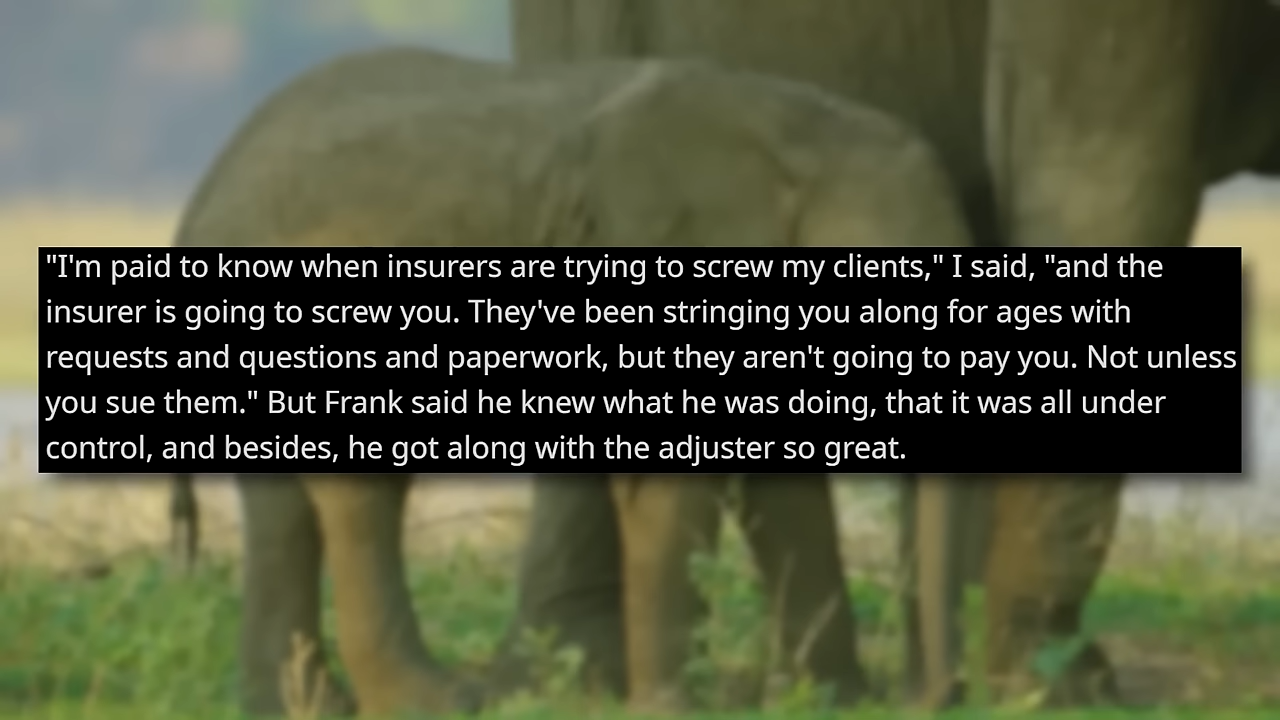 "I'm paid to know when insurers are trying to screw my clients," I said, "and the
insurer is going to screw you. They've been stringing you along for ages with
requests and questions and paperwork, but they aren't going to pay you. Not unless
you sue them." But Frank said he knew what he was doing, that it was all under
control, and besides, he got along with the adjuster so great.